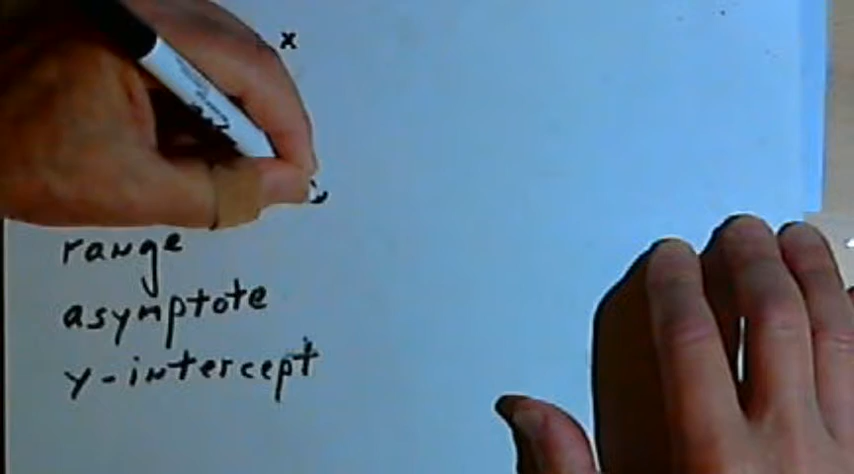 x
range
asymptote
y-intercept